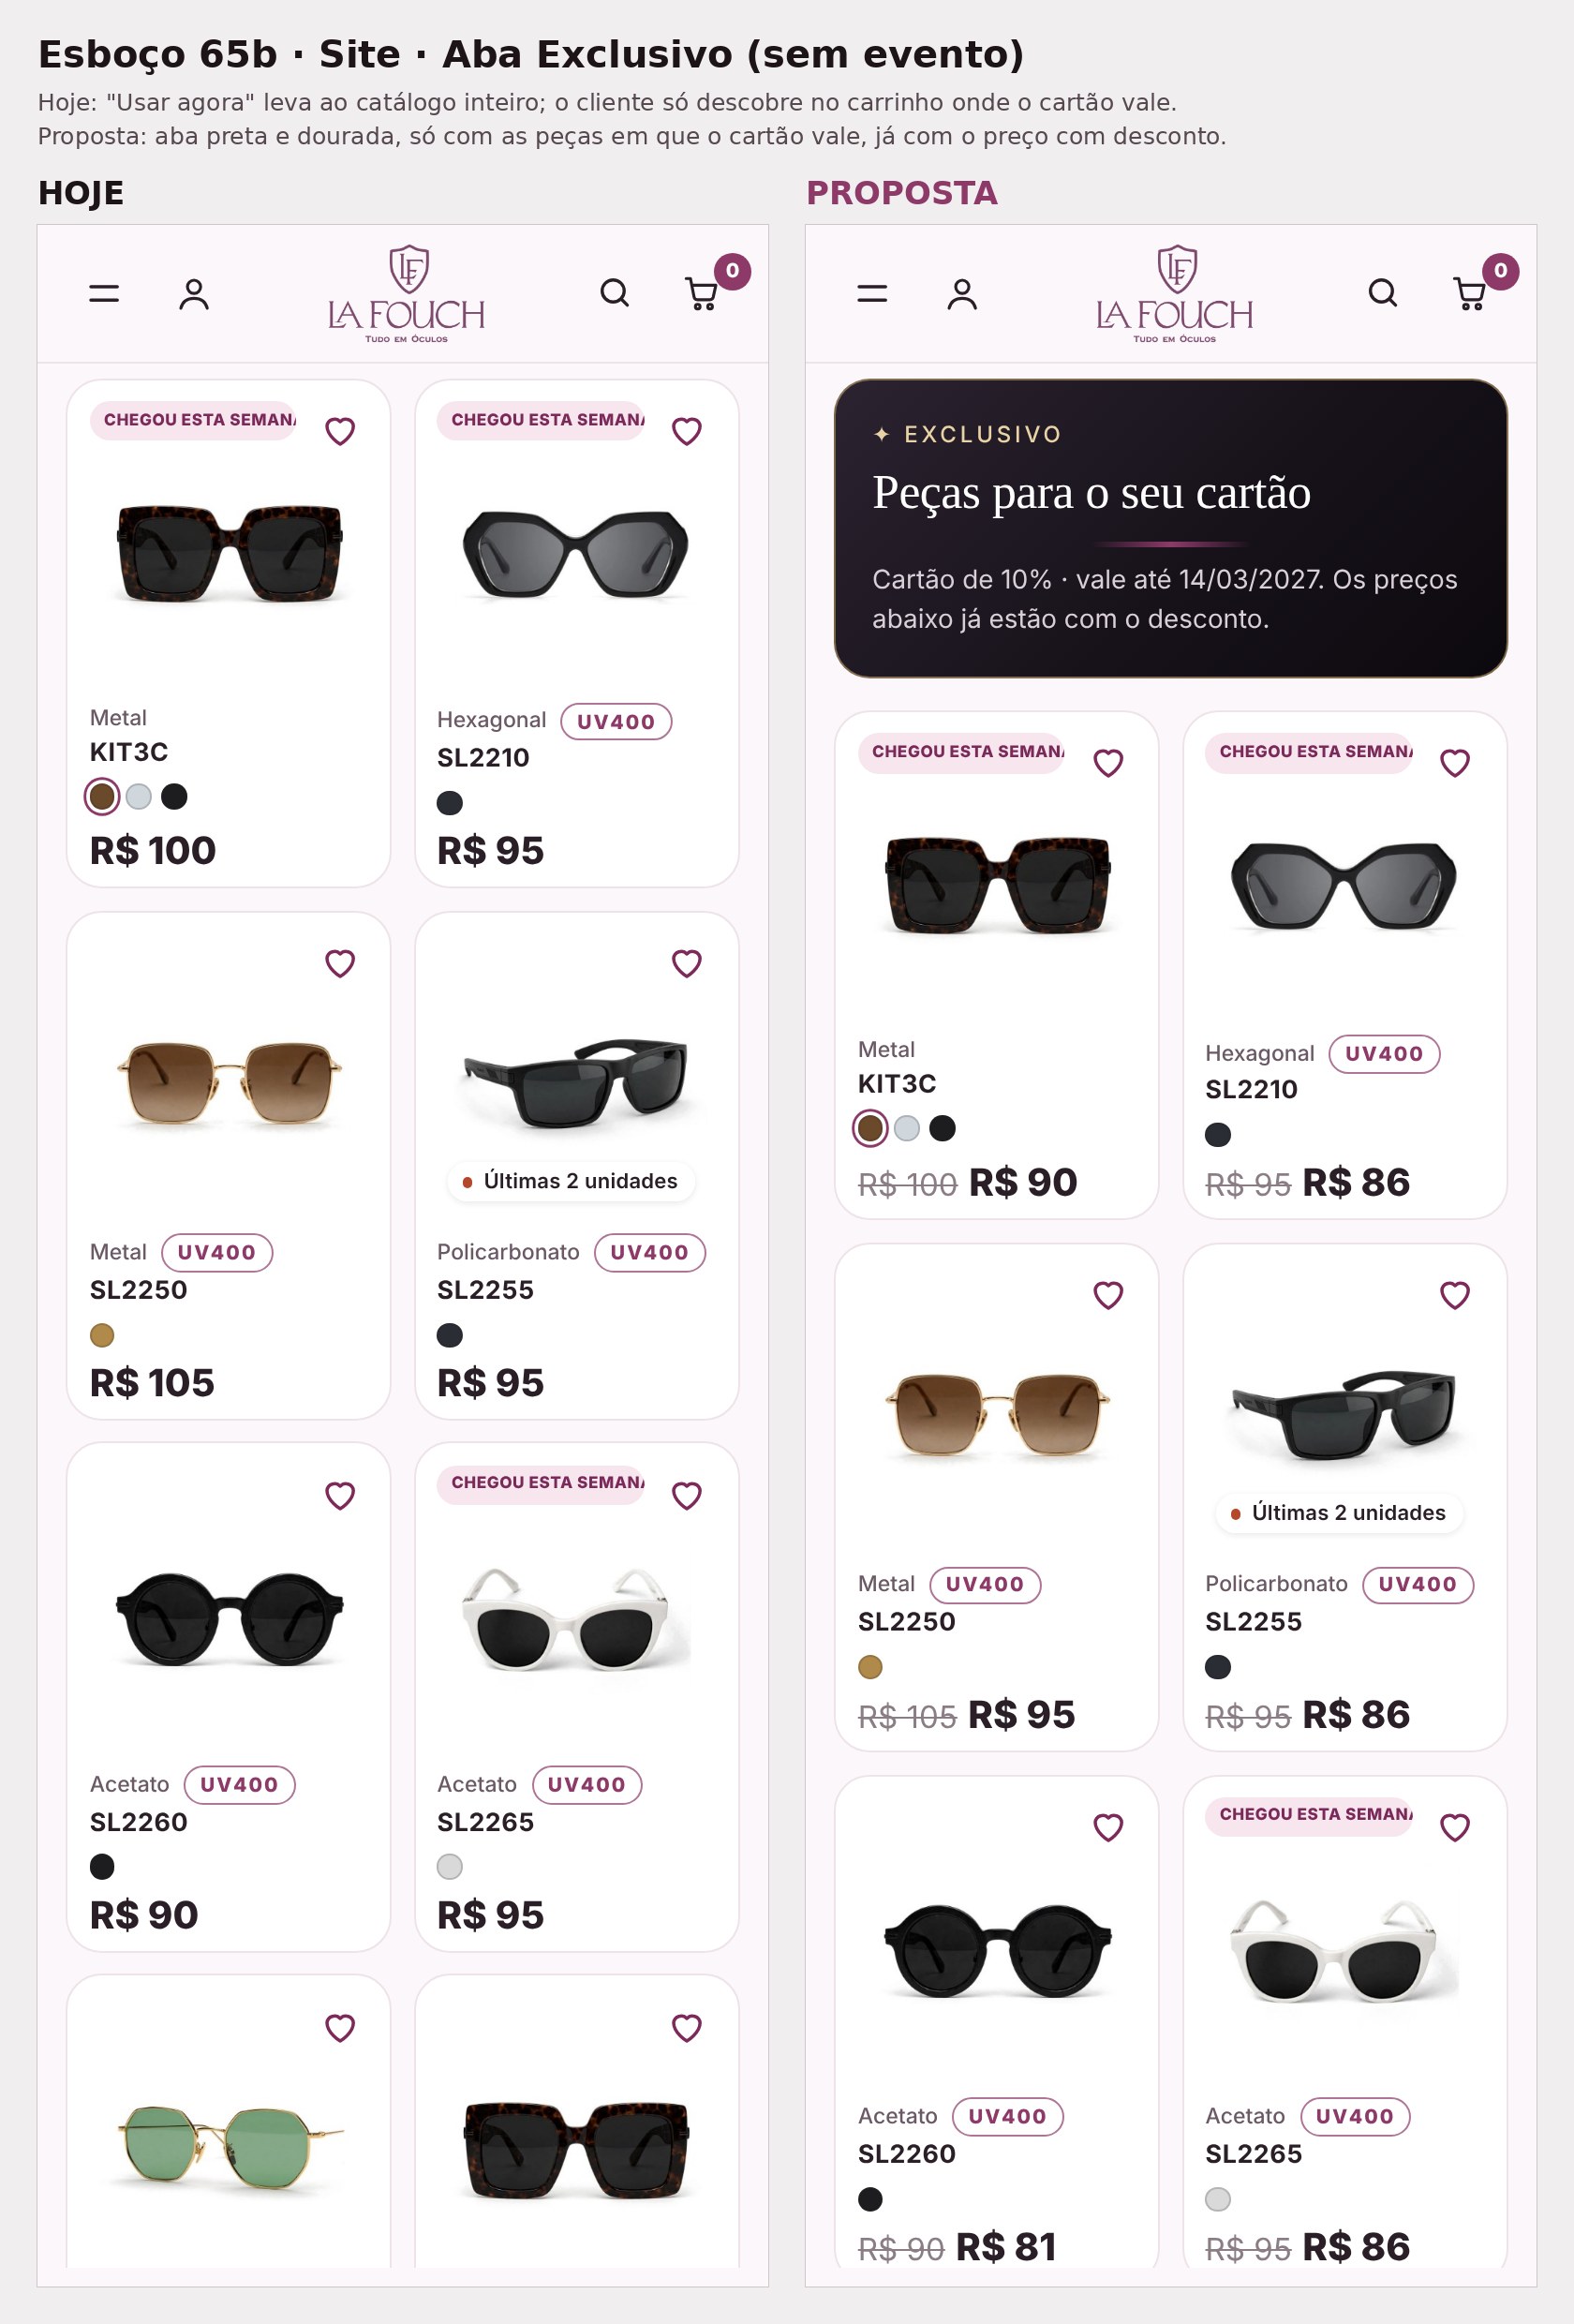 Esboço 65b · Site · Aba Exclusivo (sem evento)
Hoje: "Usar agora" leva ao catálogo inteiro; o cliente só descobre no carrinho onde o cartão vale.
Proposta: aba preta e dourada, só com as peças em que o cartão vale, já com o preço com desconto.
HOJE
LF
LA FOUCH
TUDO EM ÓCULOS
0
CHEGOU ESTA SEMAN
CHEGOU ESTA SEMAN
Metal
KIT3C
R$ 100
Hexagonal UV400
SL2210
R$ 95
Metal UV400
SL2250
R$ 105
Últimas 2 unidades
Policarbonato UV400
SL2255
R$ 95
Acetato UV400
SL2260
R$ 90
CHEGOU ESTA SEMAN
Acetato UV400
SL2265
R$ 95
PROPOSTA
LF
LA FOUCH
TUDO EM ÓCULOS
0
✦ EXCLUSIVO
Peças para o seu cartão
Cartão de 10% · vale até 14/03/2027. Os preços
abaixo já estão com o desconto.
CHEGOU ESTA SEMAN
CHEGOU ESTA SEMAN
Metal
KIT3C
R$ 100 R$ 90
Hexagonal UV400
SL2210
R$ 95 R$ 86
Metal UV400
SL2250
R$ 105 R$ 95
Últimas 2 unidades
Policarbonato UV400
SL2255
R$ 95 R$ 86
Acetato UV400
SL2260
R$ 90 R$ 81
CHEGOU ESTA SEMAN
Acetato UV400
SL2265
R$ 95 R$ 86